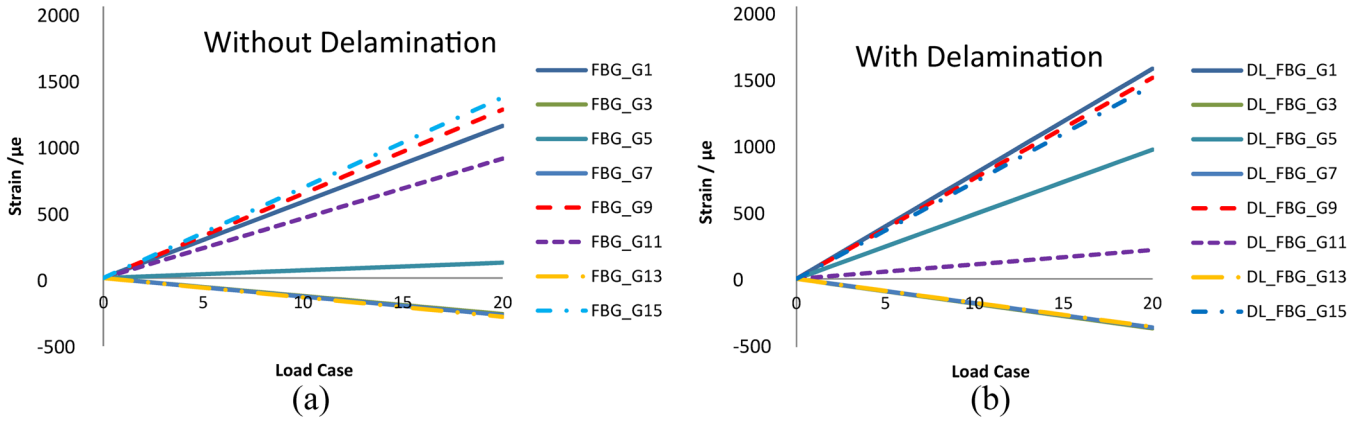 2000
1500
1000
500
0
-500
Strain /μe
Without Delamination
0
5
10
15
20
Load Case
FBG_G1
FBG_G3
FBG_G5
FBG_G7
FBG_G9
FBG_G11
FBG_G13
FBG_G15
(a)
2000
1500
1000
500
0
-500
Strain /μe
With Delamination
0
5
10
15
20
Load Case
DL_FBG_G1
DL_FBG_G3
DL_FBG_G5
DL_FBG_G7
DL_FBG_G9
DL_FBG_G11
DL_FBG_G13
DL_FBG_G15
(b)